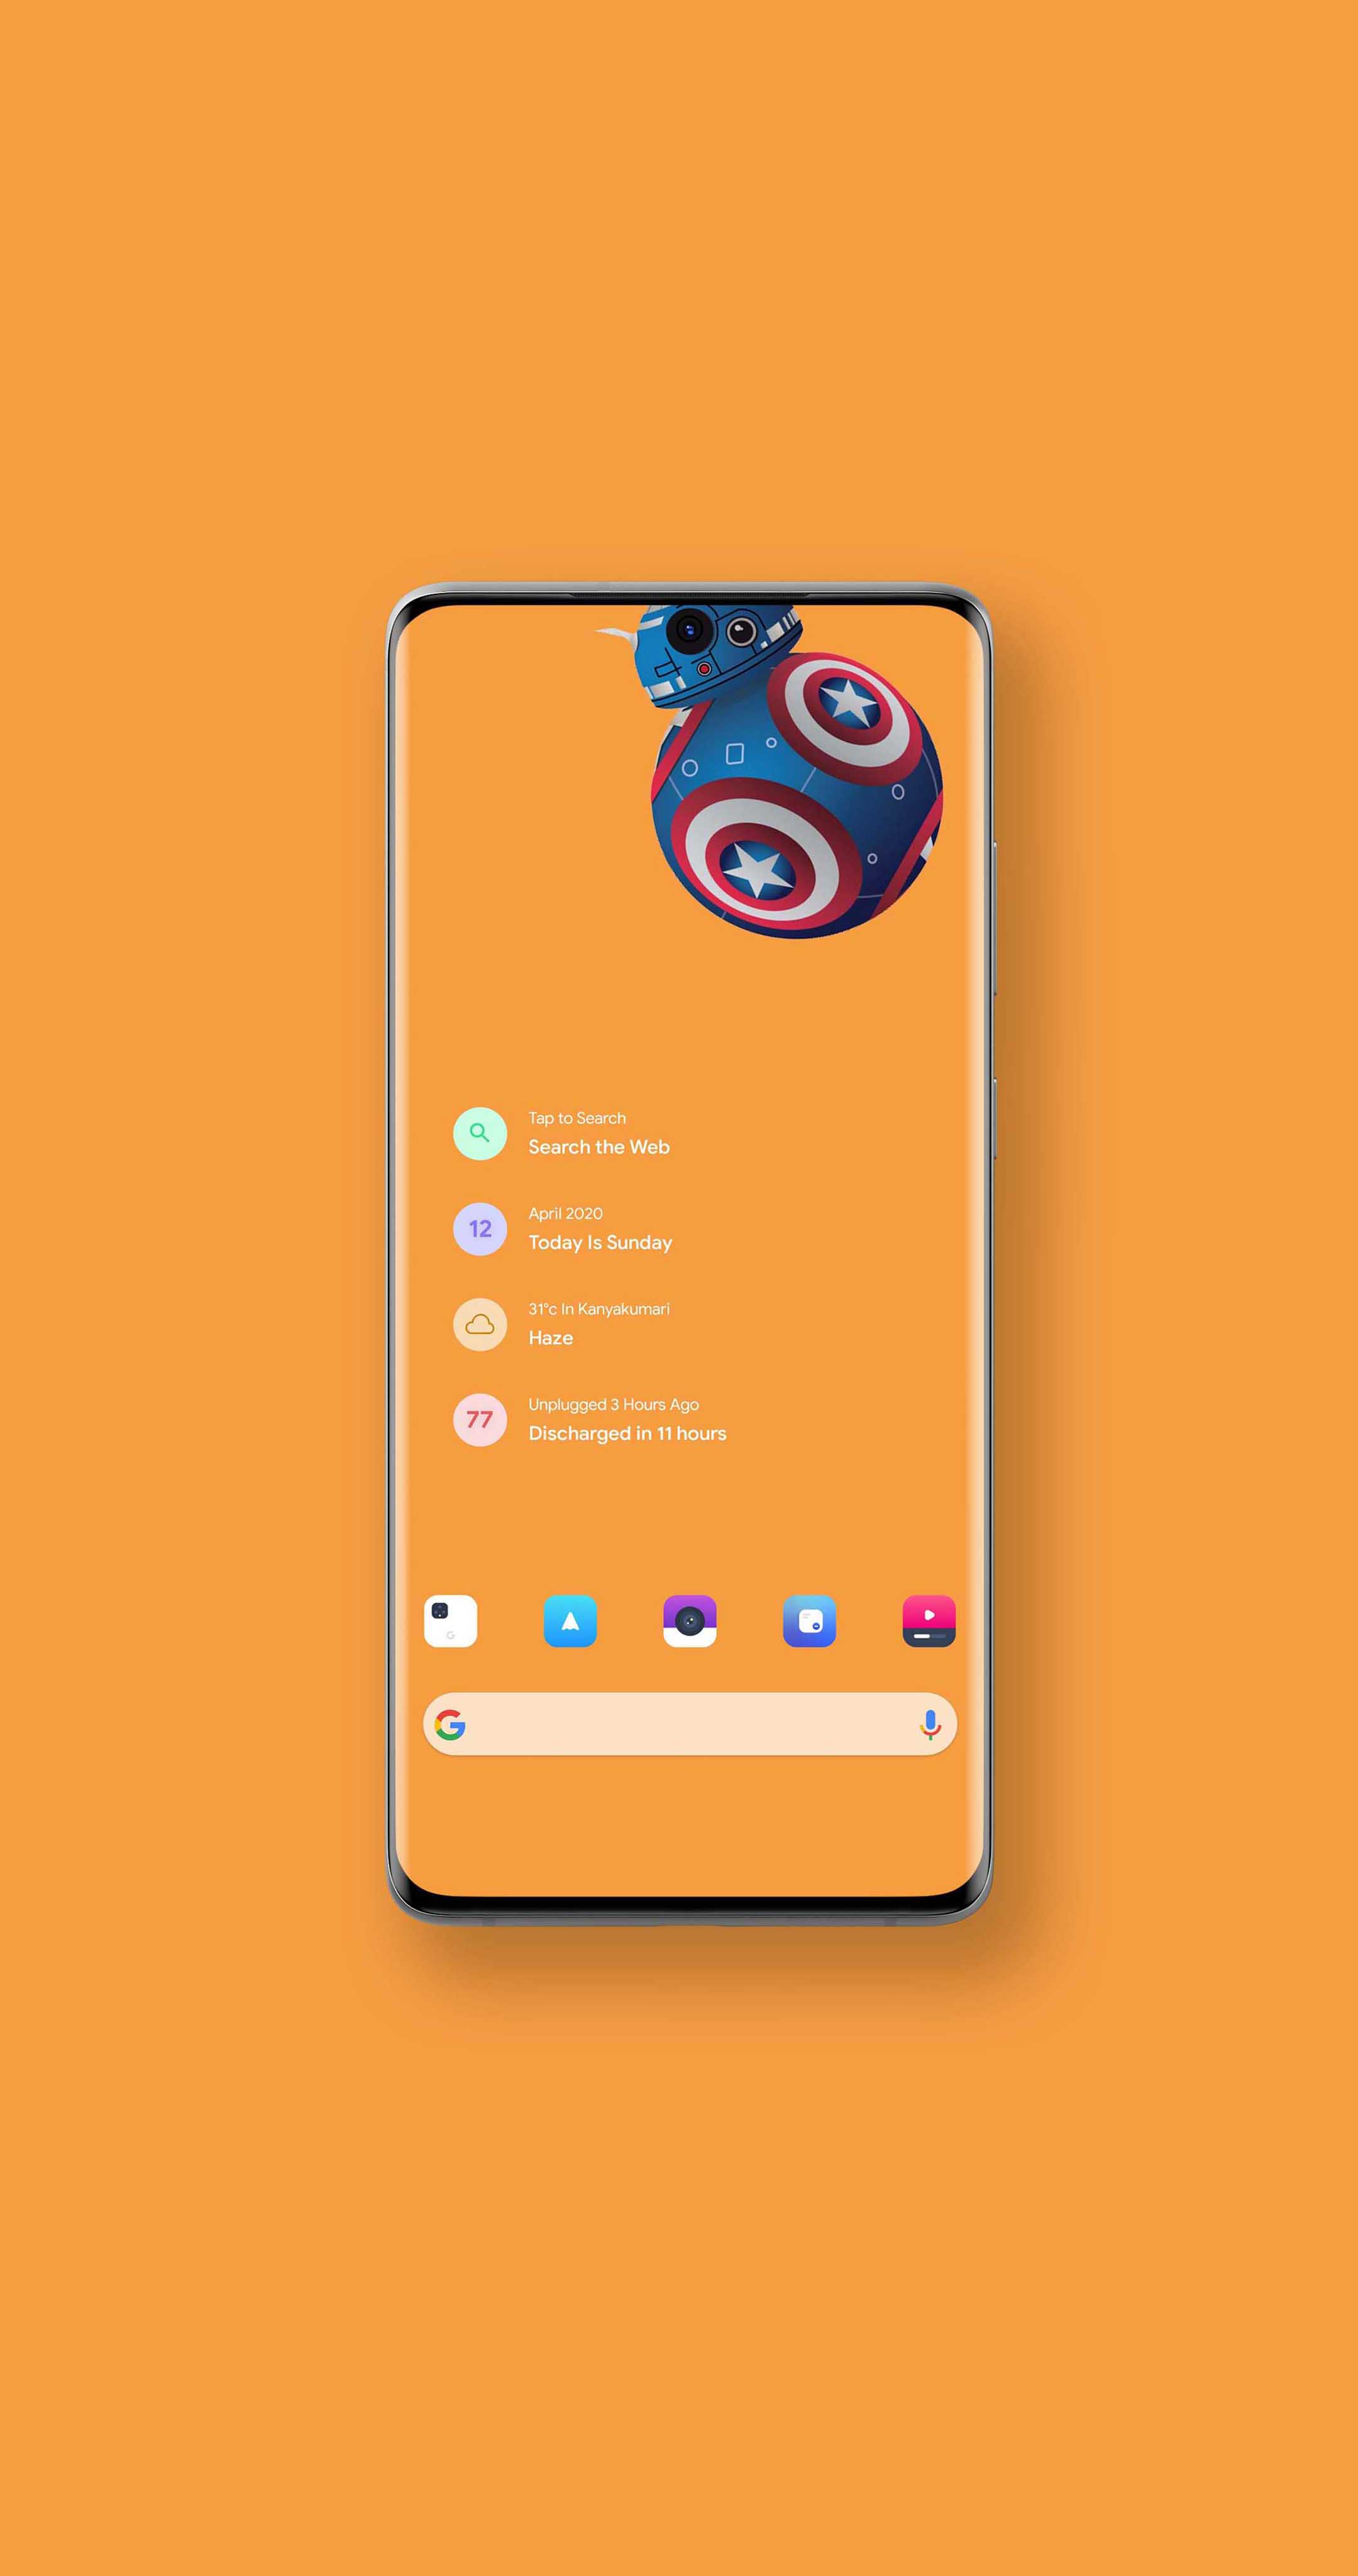 Tap to Search
Search the Web
12
April 2020
Today Is Sunday
31°c In Kanyakumari
Haze
77
Unplugged 3 Hours Ago
Discharged in 11 hours
G
G